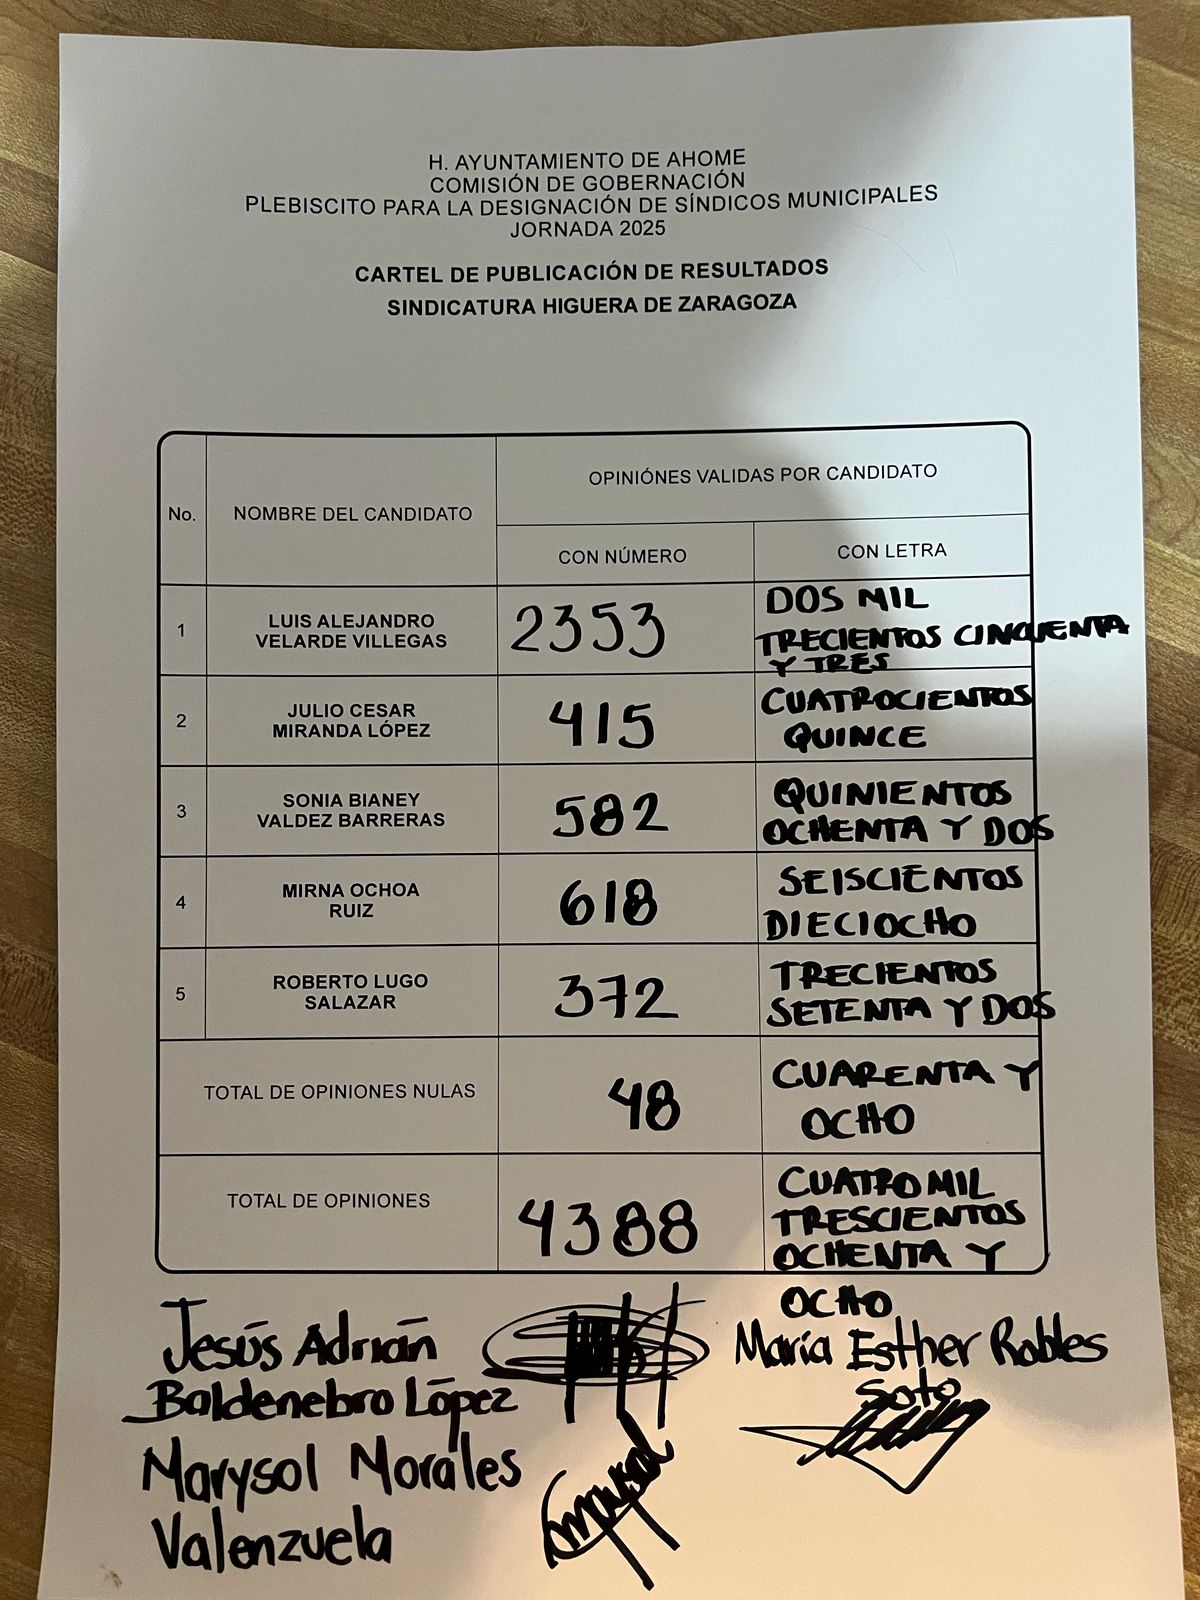 H. AYUNTAMIENTO DE AHOME
COMISIÓN DE GOBERNACIÓN
PLEBISCITO PARA LA DESIGNACIÓN DE SÍNDICOS MUNICIPALES
JORNADA 2025
CARTEL DE PUBLICACIÓN DE RESULTADOS
SINDICATURA HIGUERA DE ZARAGOZA
No.
NOMBRE DEL CANDIDATO
OPINIÓNES VALIDAS POR CANDIDATO
CON NÚMERO
CON LETRA
1
LUIS ALEJANDRO
VELARDE VILLEGAS
2353
DOS MIL
TRECIENTOS CINCUENTA
Y TRES
2
JULIO CESAR
MIRANDA LÓPEZ
415
CUATROCIENTOS
QUINCE
3
SONIA BIANEY
VALDEZ BARRERAS
582
QUINIENTOS
OCHENTA Y DOS
4
MIRNA OCHOA
RUIZ
618
SEISCIENTOS
DIECIOCHO
5
ROBERTO LUGO
SALAZAR
372
TRECIENTOS
SETENTA Y DOS
TOTAL DE OPINIONES NULAS
48
CUARENTA Y
OCHO
TOTAL DE OPINIONES
4388
CUATRO MIL
TRESCIENTOS
OCHENTA Y
OCHO
Jesús Adrián
Baldenebro López
María Esther Robles
Soto
Marysol Morales
Valenzuela
Marysol